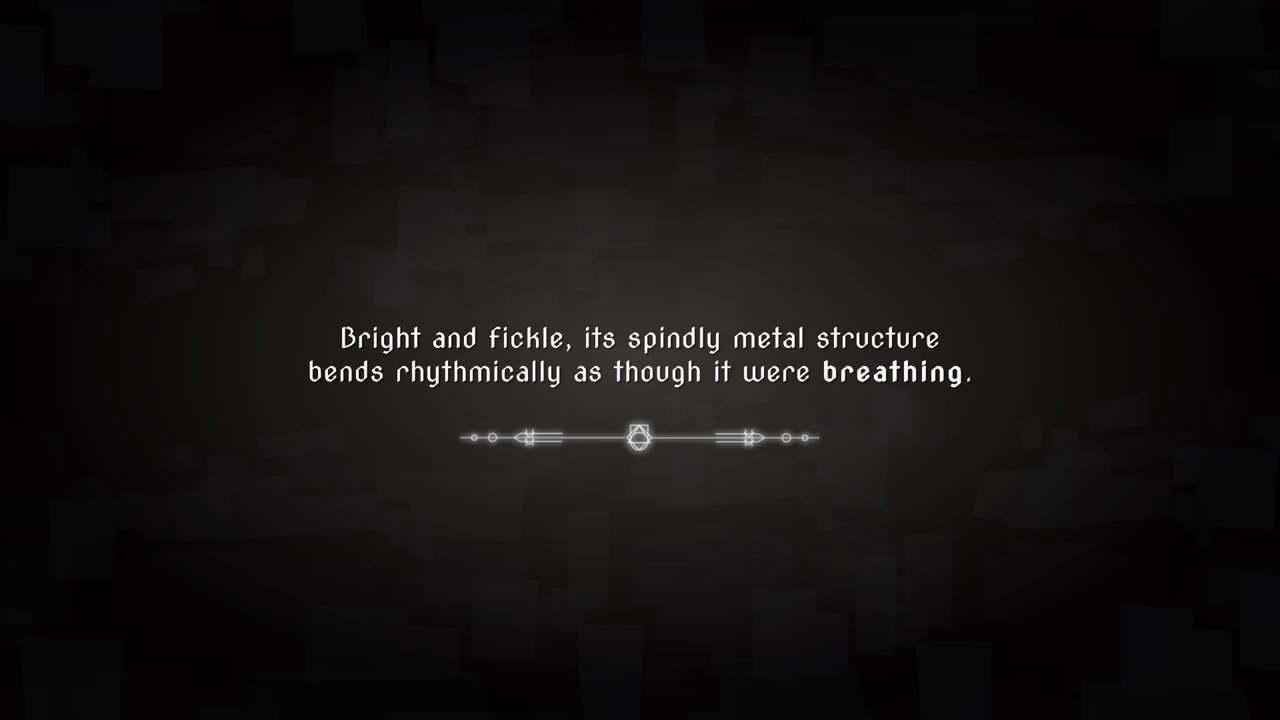 Bright and fickle, its spindly metal structure
bends rhythmically as though it were breathing.